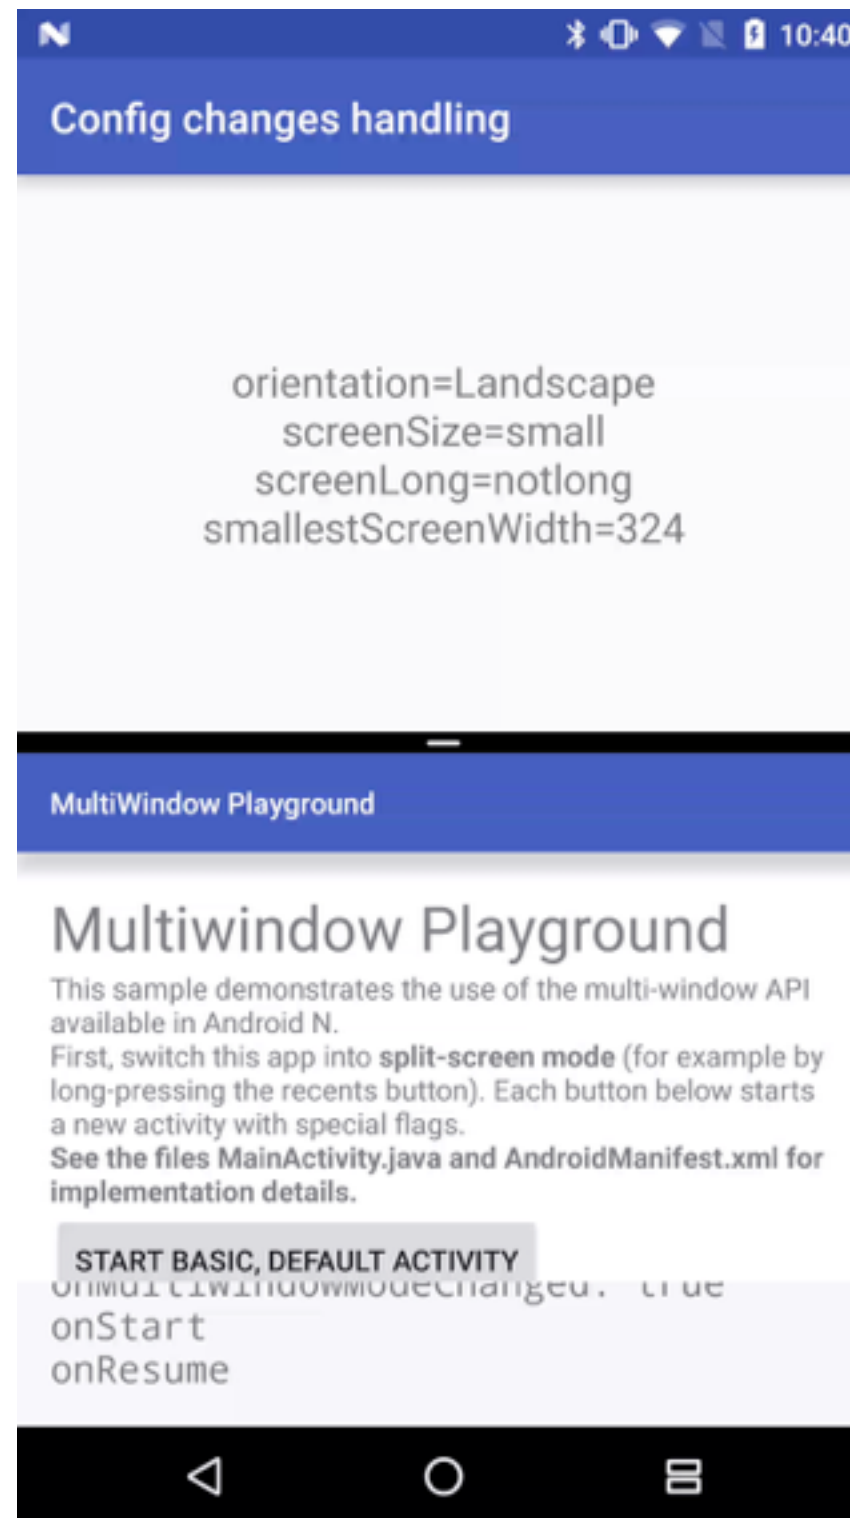 10:40
Config changes handling
orientation=Landscape
screenSize=small
screenLong=notlong
smallestScreenWidth=324
MultiWindow Playground
Multiwindow Playground
This sample demonstrates the use of the multi-window API
available in Android N.
First, switch this app into split-screen mode (for example by
long-pressing the recents button). Each button below starts
a new activity with special flags.
See the files MainActivity.java and AndroidManifest.xml for
implementation details.
START BASIC, DEFAULT ACTIVITY
onMultiWindowModeChanged: true
onStart
onResume